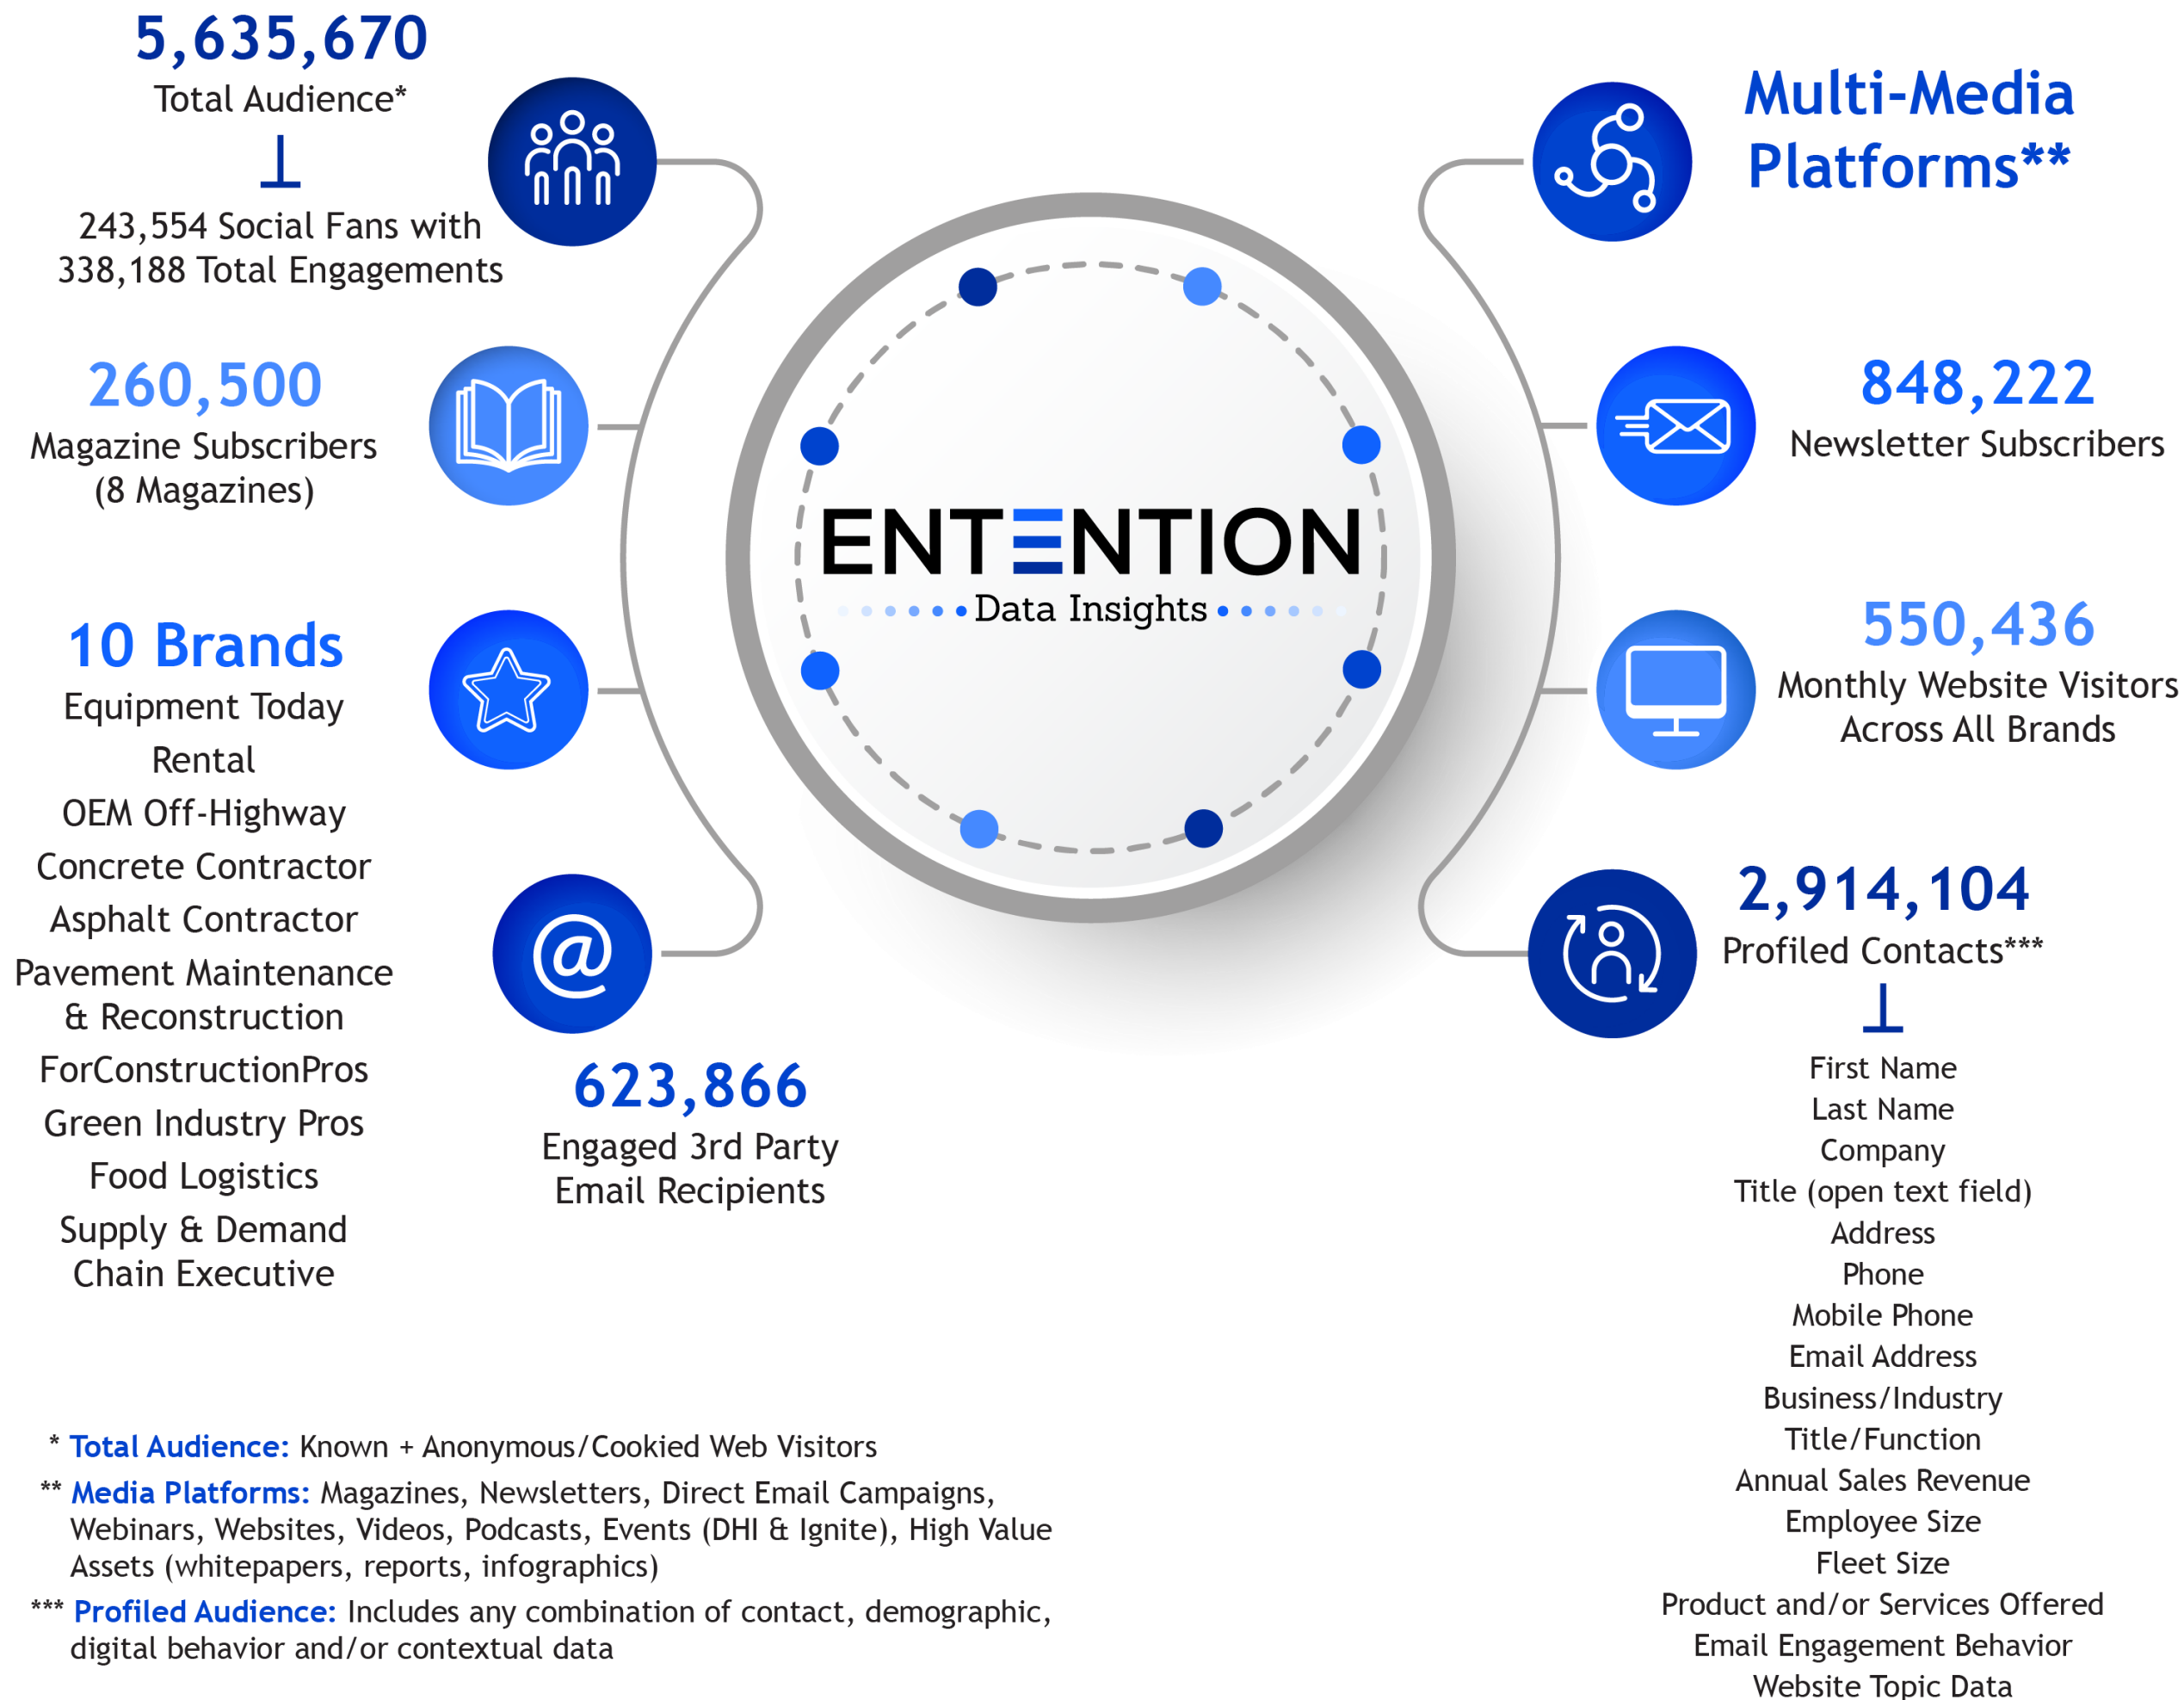 5,635,670
Total Audience*
243,554 Social Fans with
338,188 Total Engagements
260,500
Magazine Subscribers
(8 Magazines)
10 Brands
Equipment Today
Rental
OEM Off-Highway
Concrete Contractor
Asphalt Contractor
Pavement Maintenance
& Reconstruction
ForConstructionPros
Green Industry Pros
Food Logistics
Supply & Demand
Chain Executive
@
623,866
Engaged 3rd Party
Email Recipients
ENTENTION
Data Insights
Multi-Media
Platforms**
848,222
Newsletter Subscribers
550,436
Monthly Website Visitors
Across All Brands
2,914,104
Profiled Contacts***
First Name
Last Name
Company
Title (open text field)
Address
Phone
Mobile Phone
Email Address
Business/Industry
Title/Function
Annual Sales Revenue
Employee Size
Fleet Size
Product and/or Services Offered
Email Engagement Behavior
Website Topic Data
* Total Audience: Known + Anonymous/Cookied Web Visitors
** Media Platforms: Magazines, Newsletters, Direct Email Campaigns,
Webinars, Websites, Videos, Podcasts, Events (DHI & Ignite), High Value
Assets (whitepapers, reports, infographics)
*** Profiled Audience: Includes any combination of contact, demographic,
digital behavior and/or contextual data